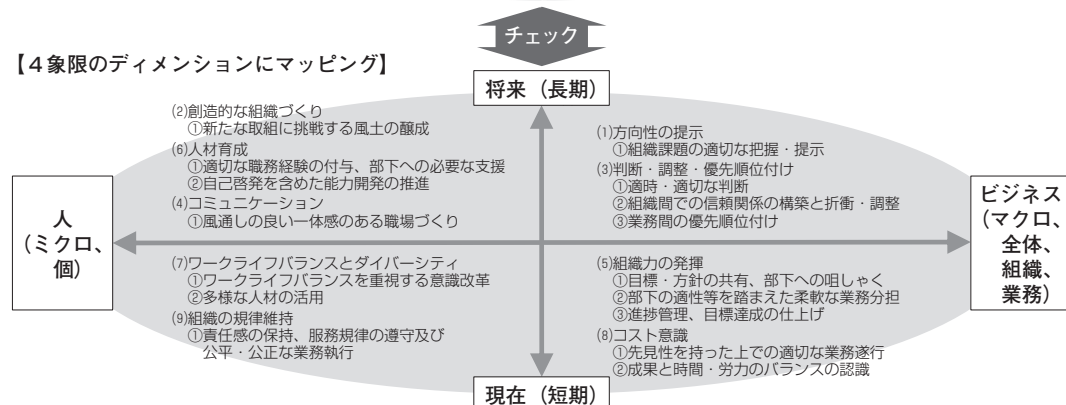 チェック
【4象限のディメンションにマッピング】
将来（長期）
(2)創造的な組織づくり
①新たな取組に挑戦する風土の醸成
(6)人材育成
①適切な職務経験の付与、部下への必要な支援
②自己啓発を含めた能力開発の推進
(4)コミュニケーション
①風通しの良い一体感のある職場づくり
(1)方向性の提示
①組織課題の適切な把握・提示
(3)判断・調整・優先順位付け
①適時・適切な判断
②組織間での信頼関係の構築と折衝・調整
③業務間の優先順位付け
人
（ミクロ、
個）
ビジネス
（マクロ、
全体、
組織、
業務）
(7)ワークライフバランスとダイバーシティ
①ワークライフバランスを重視する意識改革
②多様な人材の活用
(9)組織の規律維持
①責任感の保持、服務規律の遵守及び
公平・公正な業務執行
(5)組織力の発揮
①目標・方針の共有、部下への咀しゃく
②部下の適性等を踏まえた柔軟な業務分担
③進捗管理、目標達成の仕上げ
(8)コスト意識
①先見性を持った上での適切な業務遂行
②成果と時間・労力のバランスの認識
現在（短期）